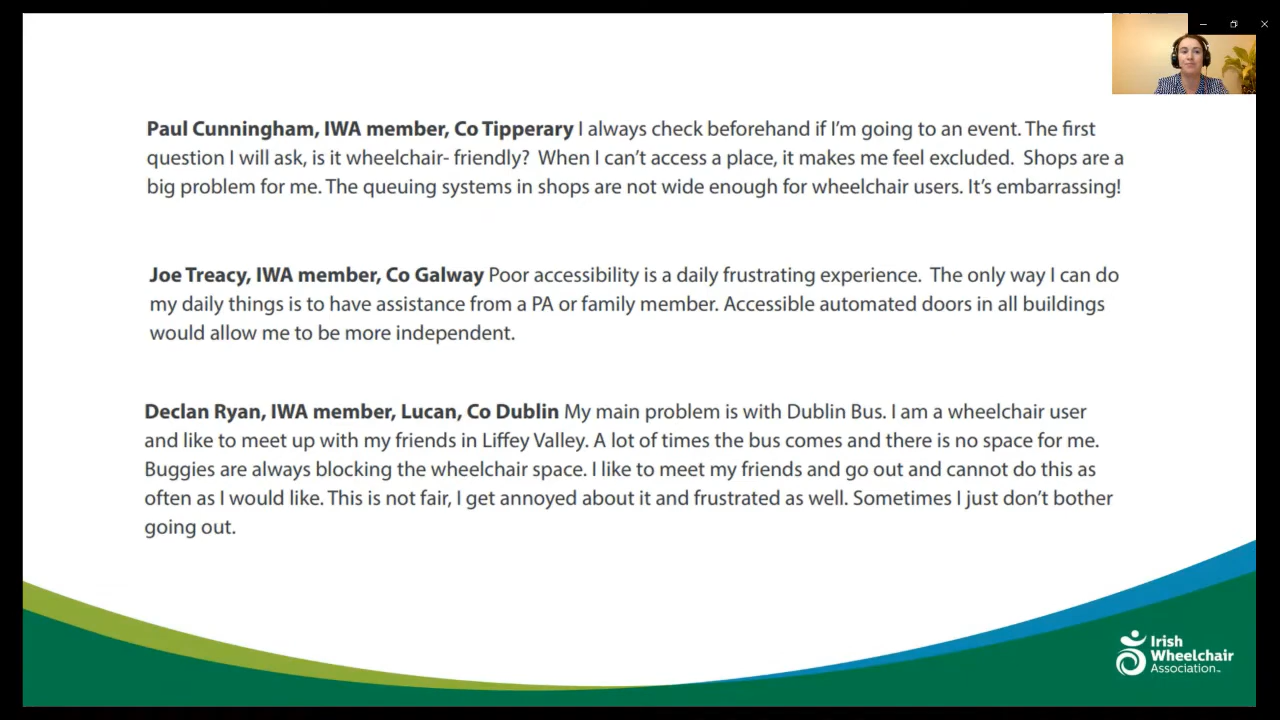 Paul Cunningham, IWA member, Co Tipperary I always check beforehand if I'm going to an event. The first
question I will ask, is it wheelchair- friendly?  When I can't access a place, it makes me feel excluded.  Shops are a
big problem for me. The queuing systems in shops are not wide enough for wheelchair users. It's embarrassing!
Joe Treacy, IWA member, Co Galway Poor accessibility is a daily frustrating experience.  The only way I can do
my daily things is to have assistance from a PA or family member. Accessible automated doors in all buildings
would allow me to be more independent.
Declan Ryan, IWA member, Lucan, Co Dublin My main problem is with Dublin Bus. I am a wheelchair user
and like to meet up with my friends in Liffey Valley. A lot of times the bus comes and there is no space for me.
Buggies are always blocking the wheelchair space. I like to meet my friends and go out and cannot do this as
often as I would like. This is not fair, I get annoyed about it and frustrated as well. Sometimes I just don't bother
going out.
Irish
Wheelchair
Association